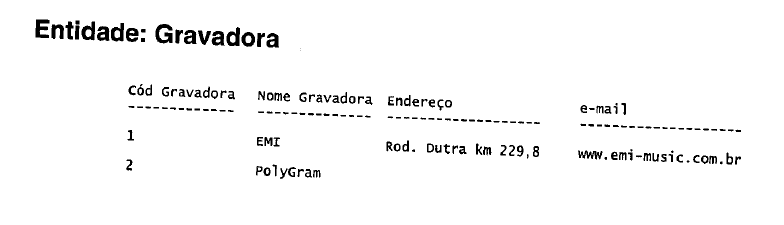 Entidade: Gravadora
Cód Gravadora Nome Gravadora Endereço e-mail
------------- -------------- ------------------- --------------------
1 EMI Rod. Dutra km 229,8 www.emi-music.com.br
2 PolyGram